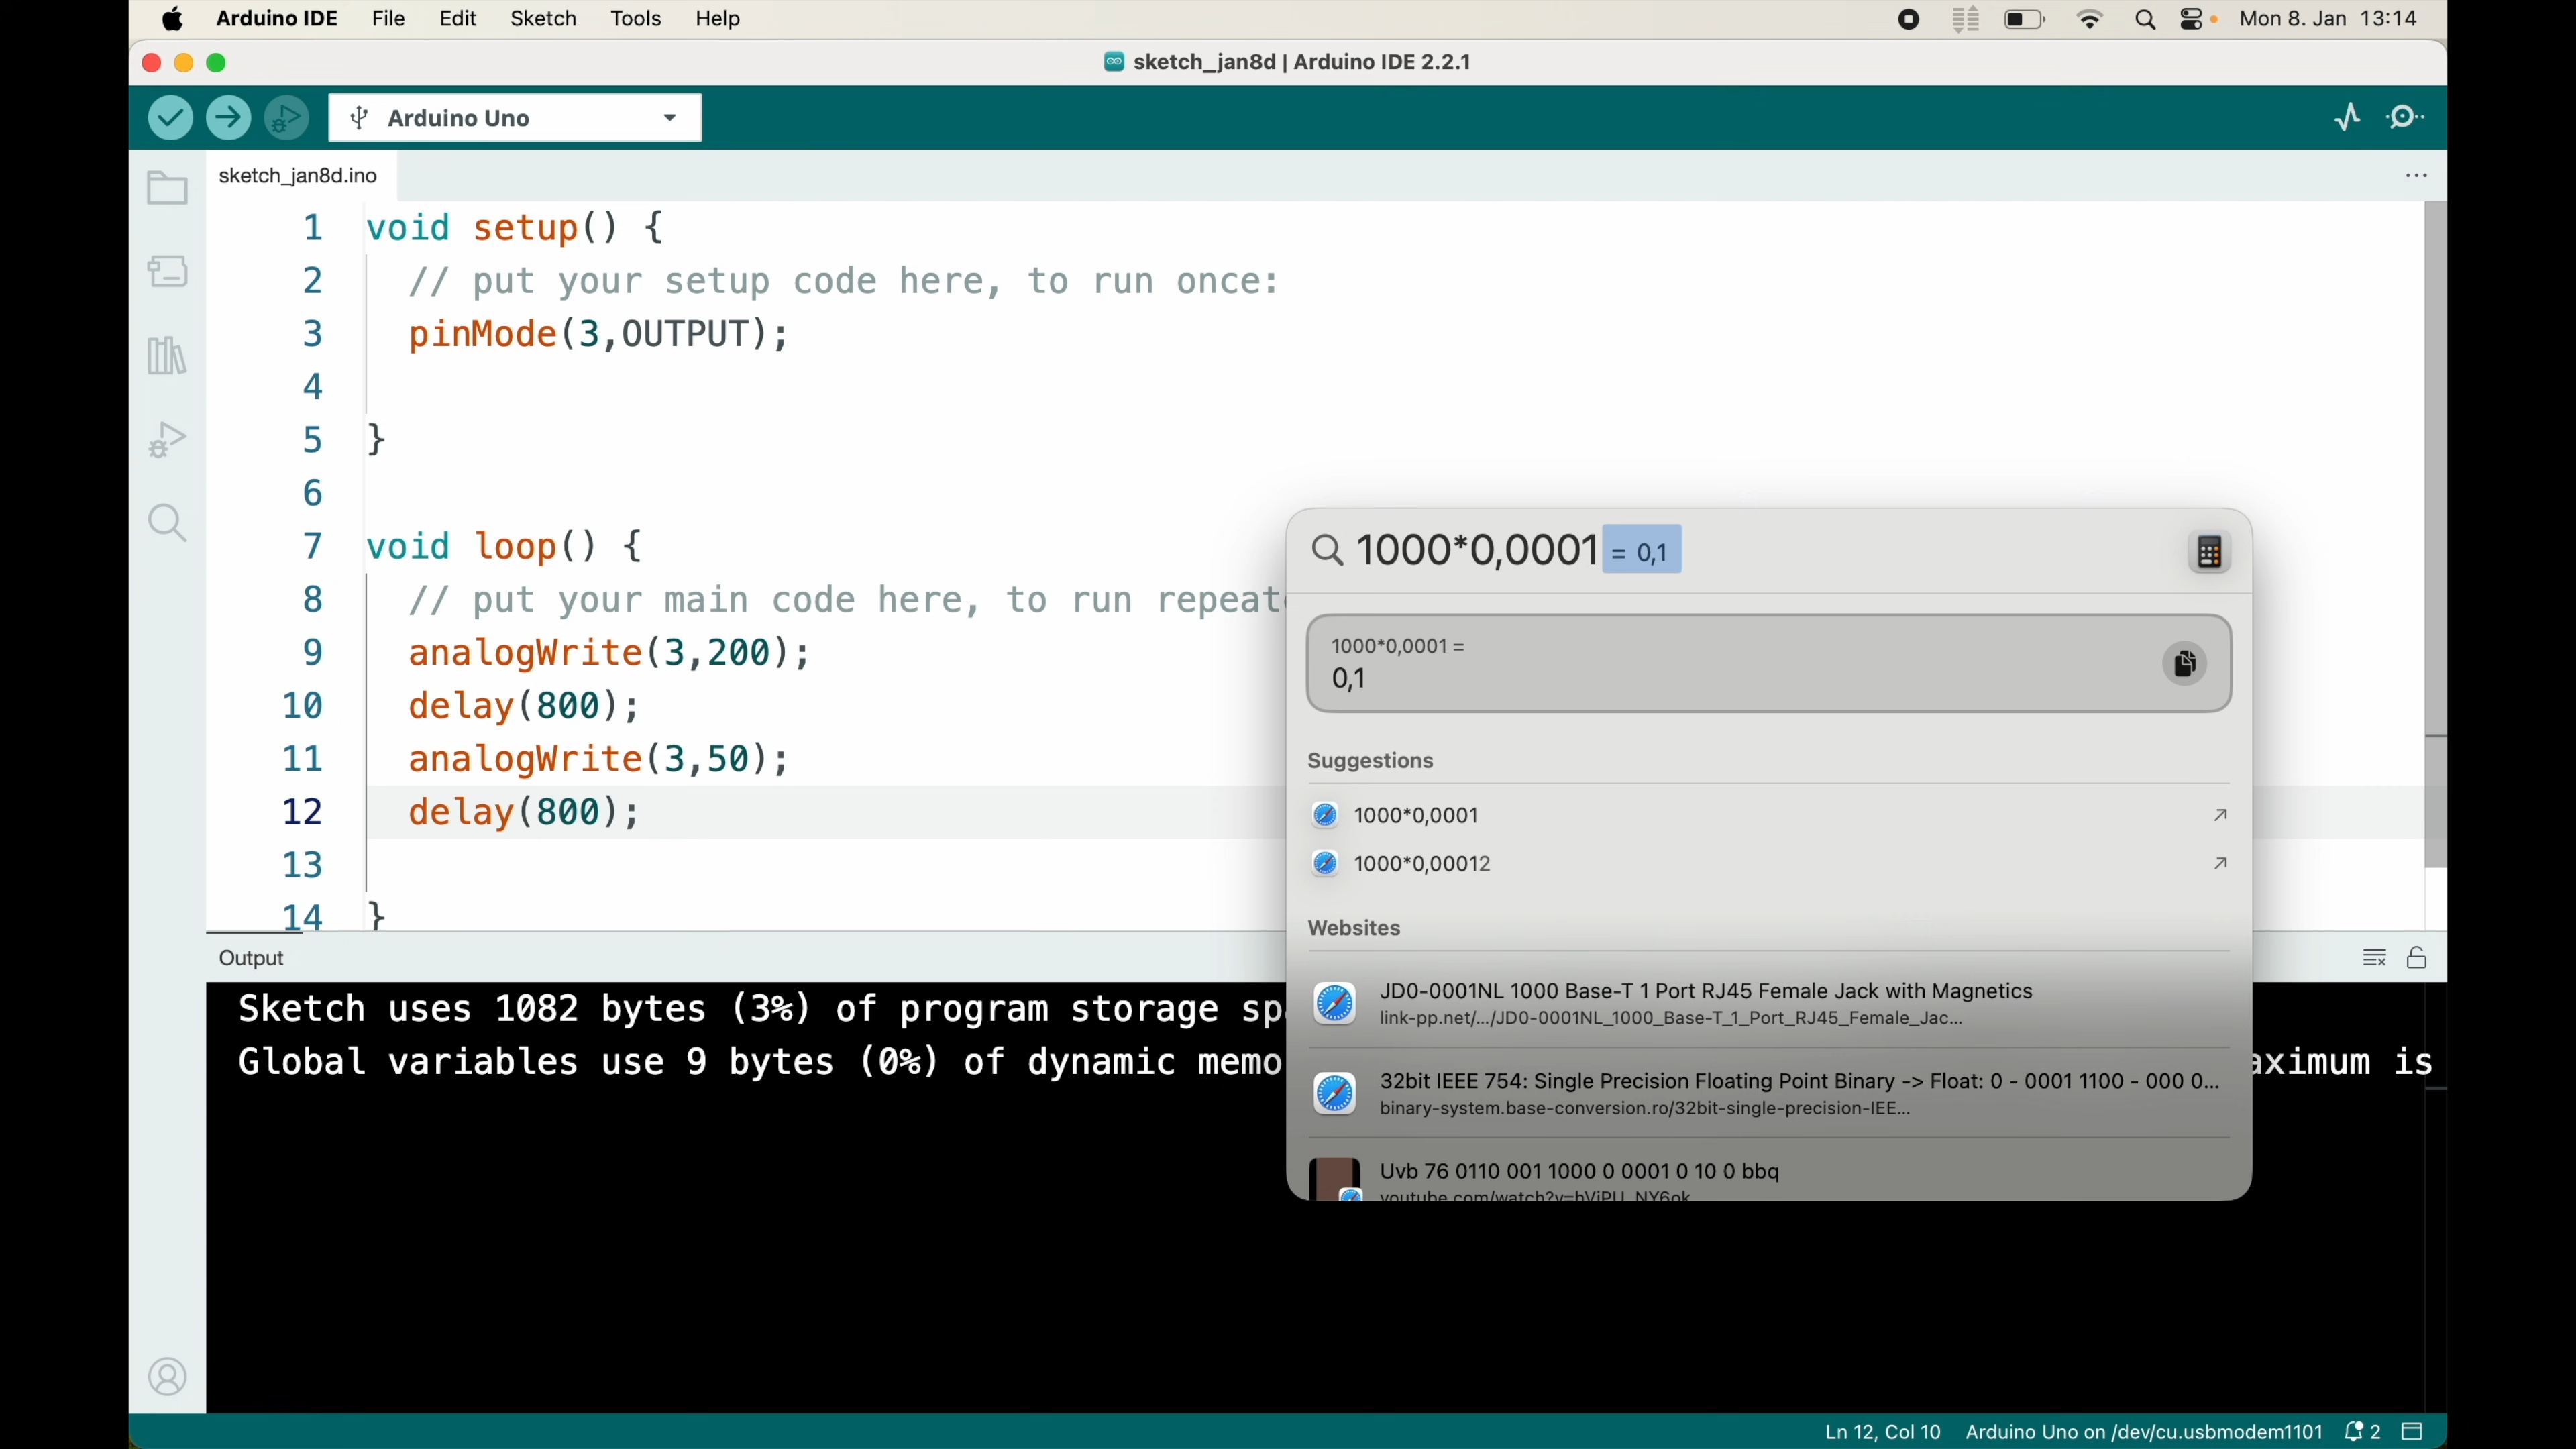 Arduino IDE File Edit Sketch Tools Help Mon 8. Jan 13:14
sketch_jan8d | Arduino IDE 2.2.1
Arduino Uno
sketch_jan8d.ino
1 void setup() {
2 // put your setup code here, to run once:
3 pinMode(3,OUTPUT);
4
5 }
6
7 void loop() {
8 // put your main code here, to run
9 analogWrite(3,200);
10 delay(800);
11 analogWrite(3,50);
12 delay(800);
13
14 }
1000*0,0001 = 0,1
1000*0,0001 =
0,1
Suggestions
1000*0,0001
1000*0,00012
Websites
JD0-0001NL 1000 Base-T 1 Port RJ45 Female Jack with Magnetics
link-pp.net/.../JD0-0001NL_1000_Base-T_1_Port_RJ45_Female_Jac...
32bit IEEE 754: Single Precision Floating Point Binary -> Float: 0 - 0001 1100 - 000 0...
binary-system.base-conversion.ro/32bit-single-precision-IEE...
Uvb 76 0110 001 1000 0 0001 0 10 0 bbq
Output
Sketch uses 1082 bytes (3%) of program storage
Global variables use 9 bytes (0%) of dynamic is
Ln 12, Col 10 Arduino Uno on /dev/cu.usbmodem1101 2